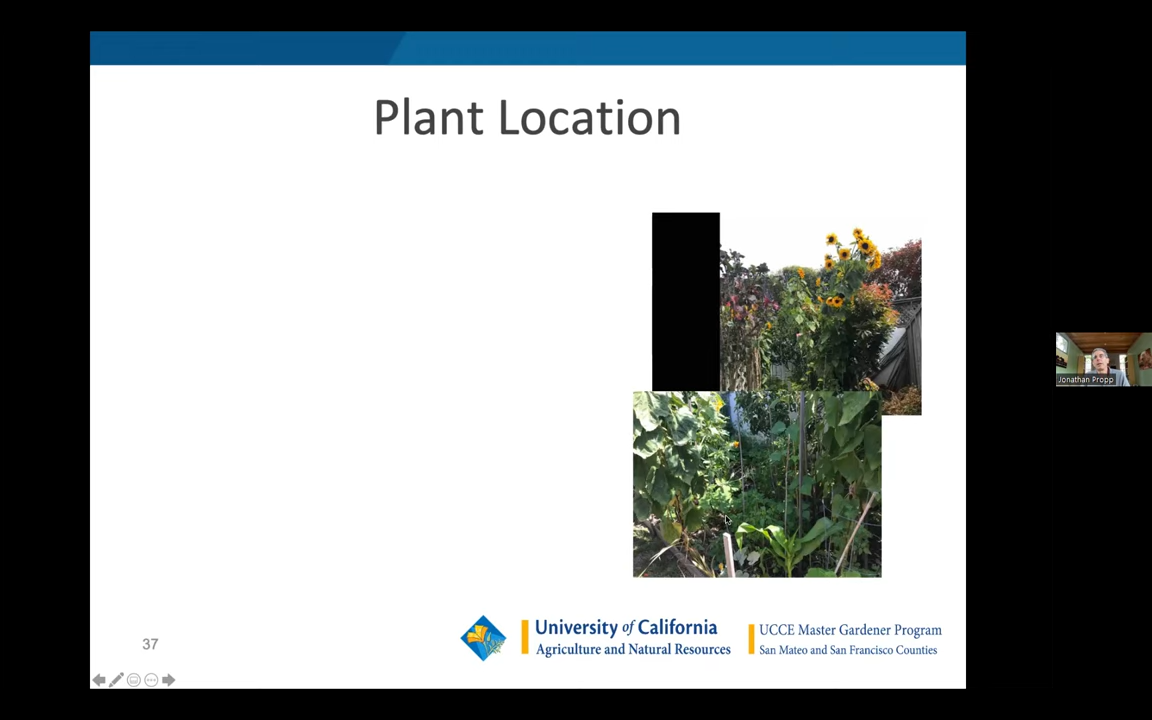 Plant Location
Jonathan Propp
University of California
Agriculture and Natural Resources
UCCE Master Gardener Program
San Mateo and San Francisco Counties
37